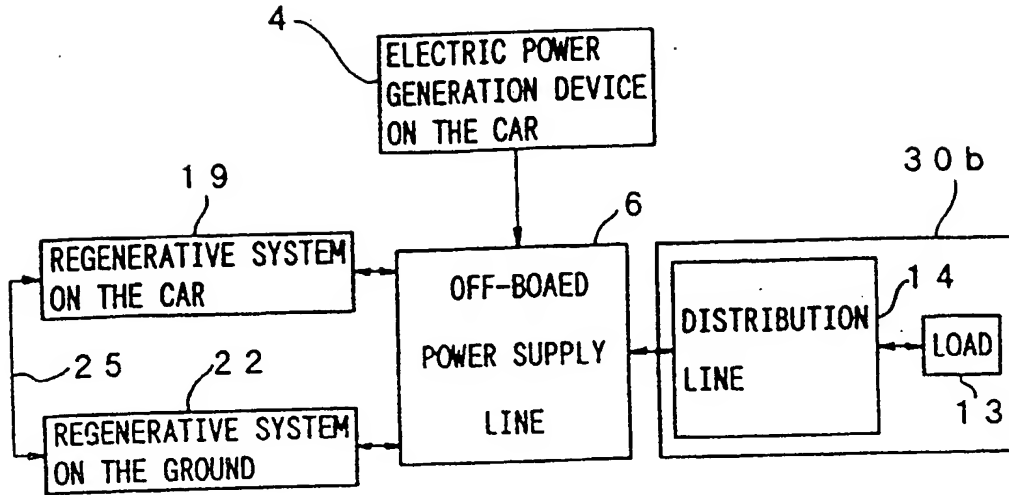 4
ELECTRIC POWER
GENERATION DEVICE
ON THE CAR
19
REGENERATIVE SYSTEM
ON THE CAR
6
OFF-BOAED
POWER SUPPLY
LINE
30b
14
DISTRIBUTION
LINE
LOAD
13
25
22
REGENERATIVE SYSTEM
ON THE GROUND